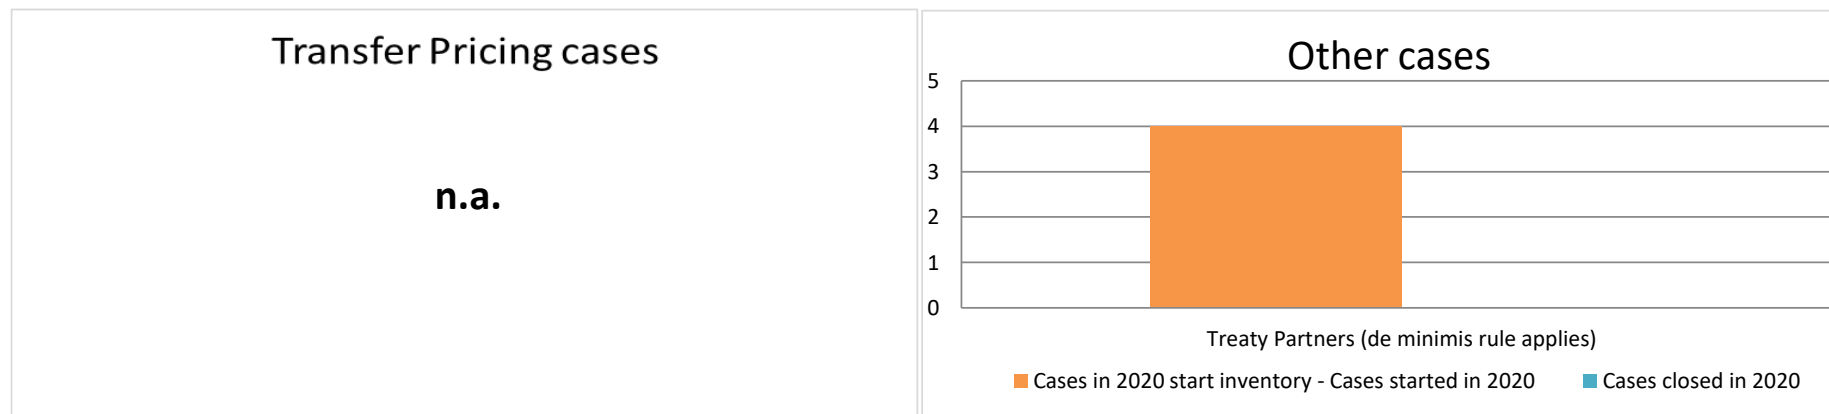 Transfer Pricing cases
n.a.
Other cases
5
4
3
2
1
0
Treaty Partners (de minimis rule applies)
Cases in 2020 start inventory - Cases started in 2020
Cases closed in 2020